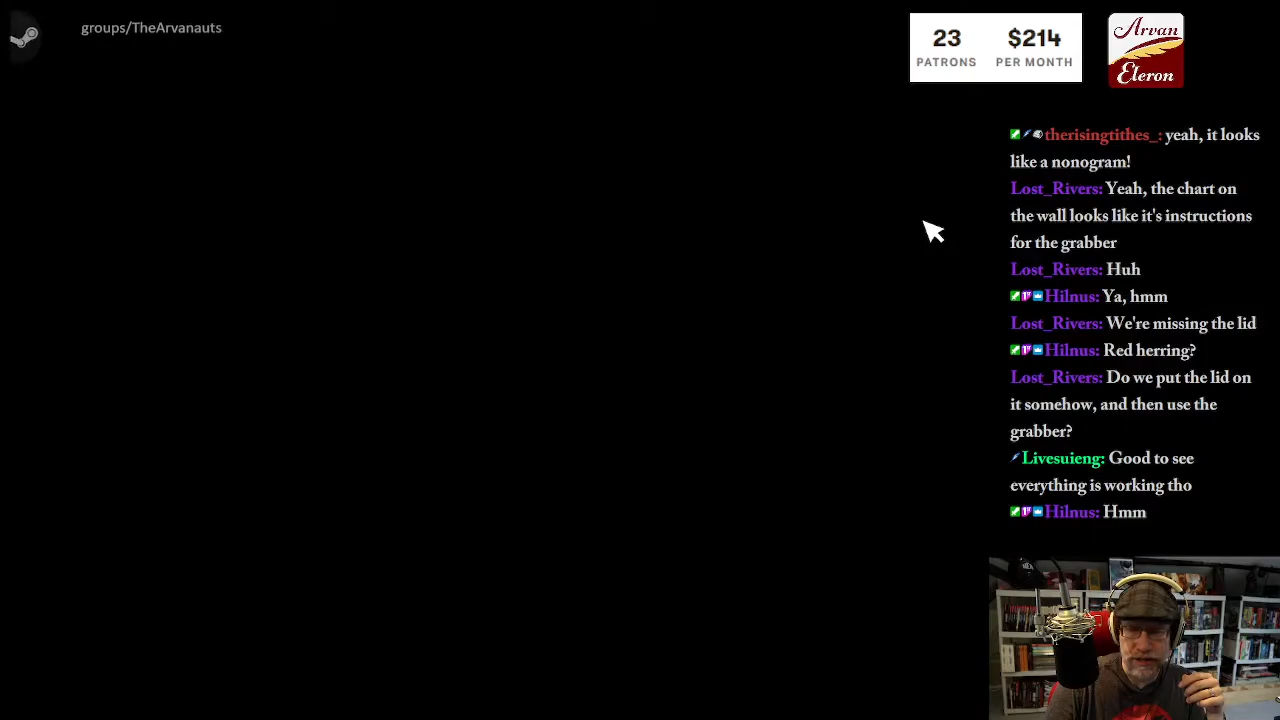 groups/TheArvanauts
23
PATRONS
$214
PER MONTH
Arvan
Eleron
therisingtithes_: yeah, it looks
like a nonogram!
Lost_Rivers: Yeah, the chart on
the wall looks like it's instructions
for the grabber
Lost_Rivers: Huh
Hilnus: Ya, hmm
Lost_Rivers: We're missing the lid
Hilnus: Red herring?
Lost_Rivers: Do we put the lid on
it somehow, and then use the
grabber?
Livesuieng: Good to see
everything is working tho
Hilnus: Hmm